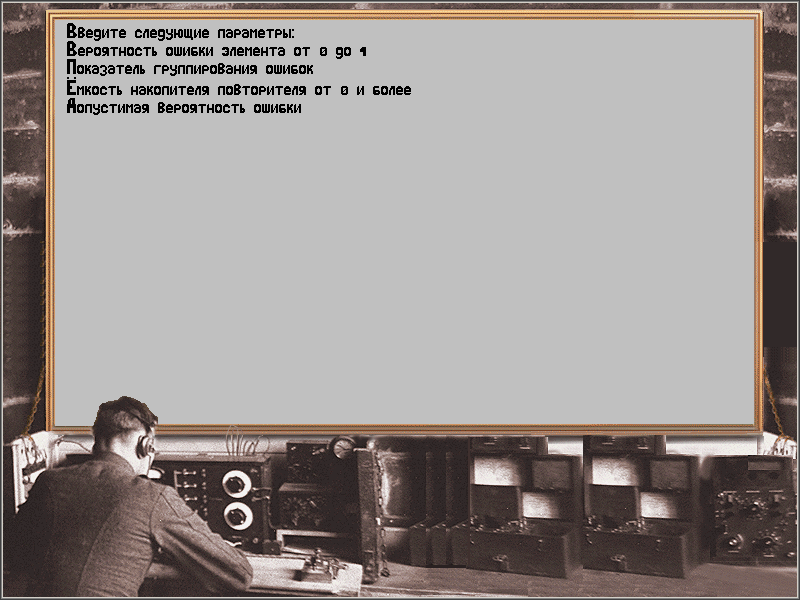 Введите следующие параметры:
Вероятность ошибки элемента от 0 до 1
Показатель группирования ошибок
Ёмкость накопителя повторителя от 0 и более
Допустимая вероятность ошибки